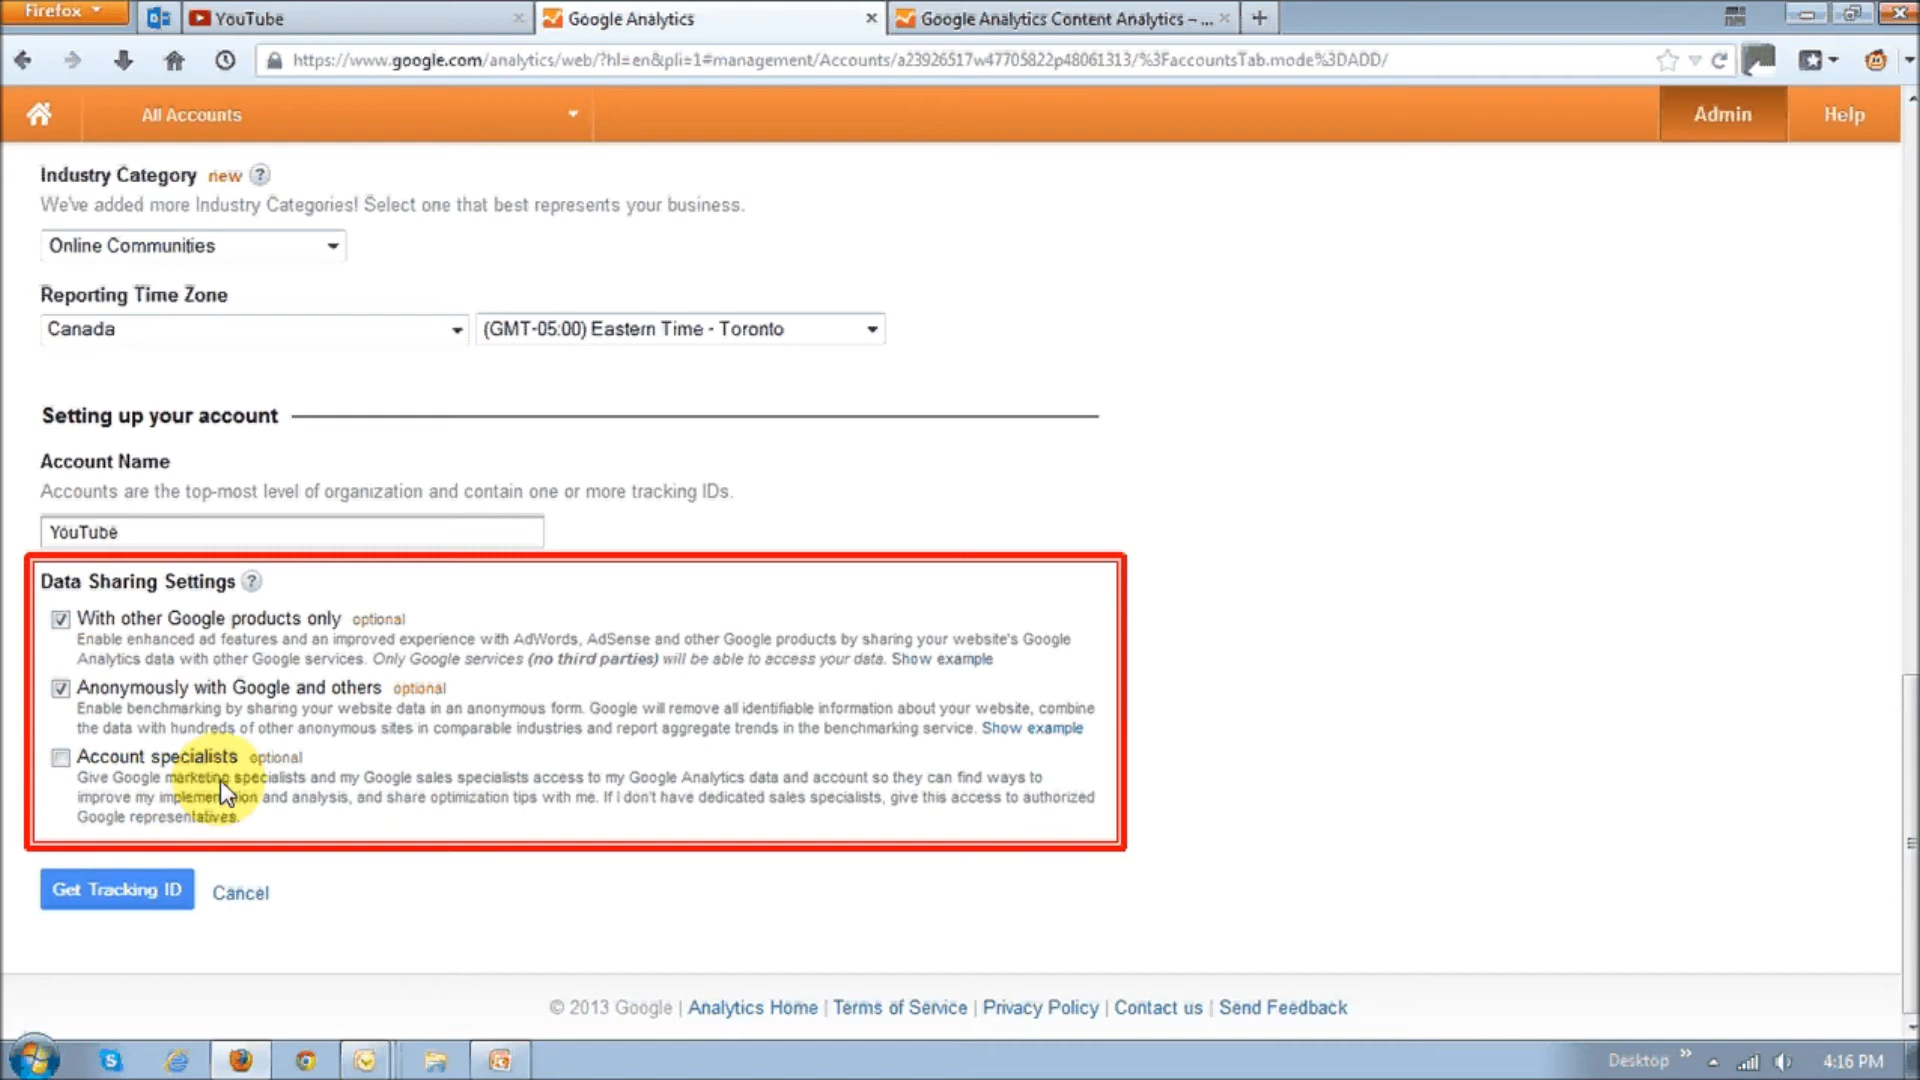 Firefox
YouTube
Google Analytics
Google Analytics Content Analytics – ...
https://www.google.com/analytics/web/?hl=en&pli=1#management/Accounts/a23926517w47705822p48061313/%3FaccountsTab.mode%3DADD/
All Accounts
Admin
Help
Industry Category new ?
We've added more Industry Categories! Select one that best represents your business.
Online Communities
Reporting Time Zone
Canada
(GMT-05:00) Eastern Time - Toronto
Setting up your account
Account Name
Accounts are the top-most level of organization and contain one or more tracking IDs.
YouTube
Data Sharing Settings ?
With other Google products only optional
Enable enhanced ad features and an improved experience with AdWords, AdSense and other Google products by sharing your website's Google
Analytics data with other Google services. Only Google services (no third parties) will be able to access your data. Show example
Anonymously with Google and others optional
Enable benchmarking by sharing your website data in an anonymous form. Google will remove all identifiable information about your website, combine
the data with hundreds of other anonymous sites in comparable industries and report aggregate trends in the benchmarking service. Show example
Account specialists optional
Give Google marketing specialists and my Google sales specialists access to my Google Analytics data and account so they can find ways to
improve my implementation and analysis, and share optimization tips with me. If I don't have dedicated sales specialists, give this access to authorized
Google representatives.
Get Tracking ID
Cancel
© 2013 Google | Analytics Home | Terms of Service | Privacy Policy | Contact us | Send Feedback
Desktop
4:16 PM